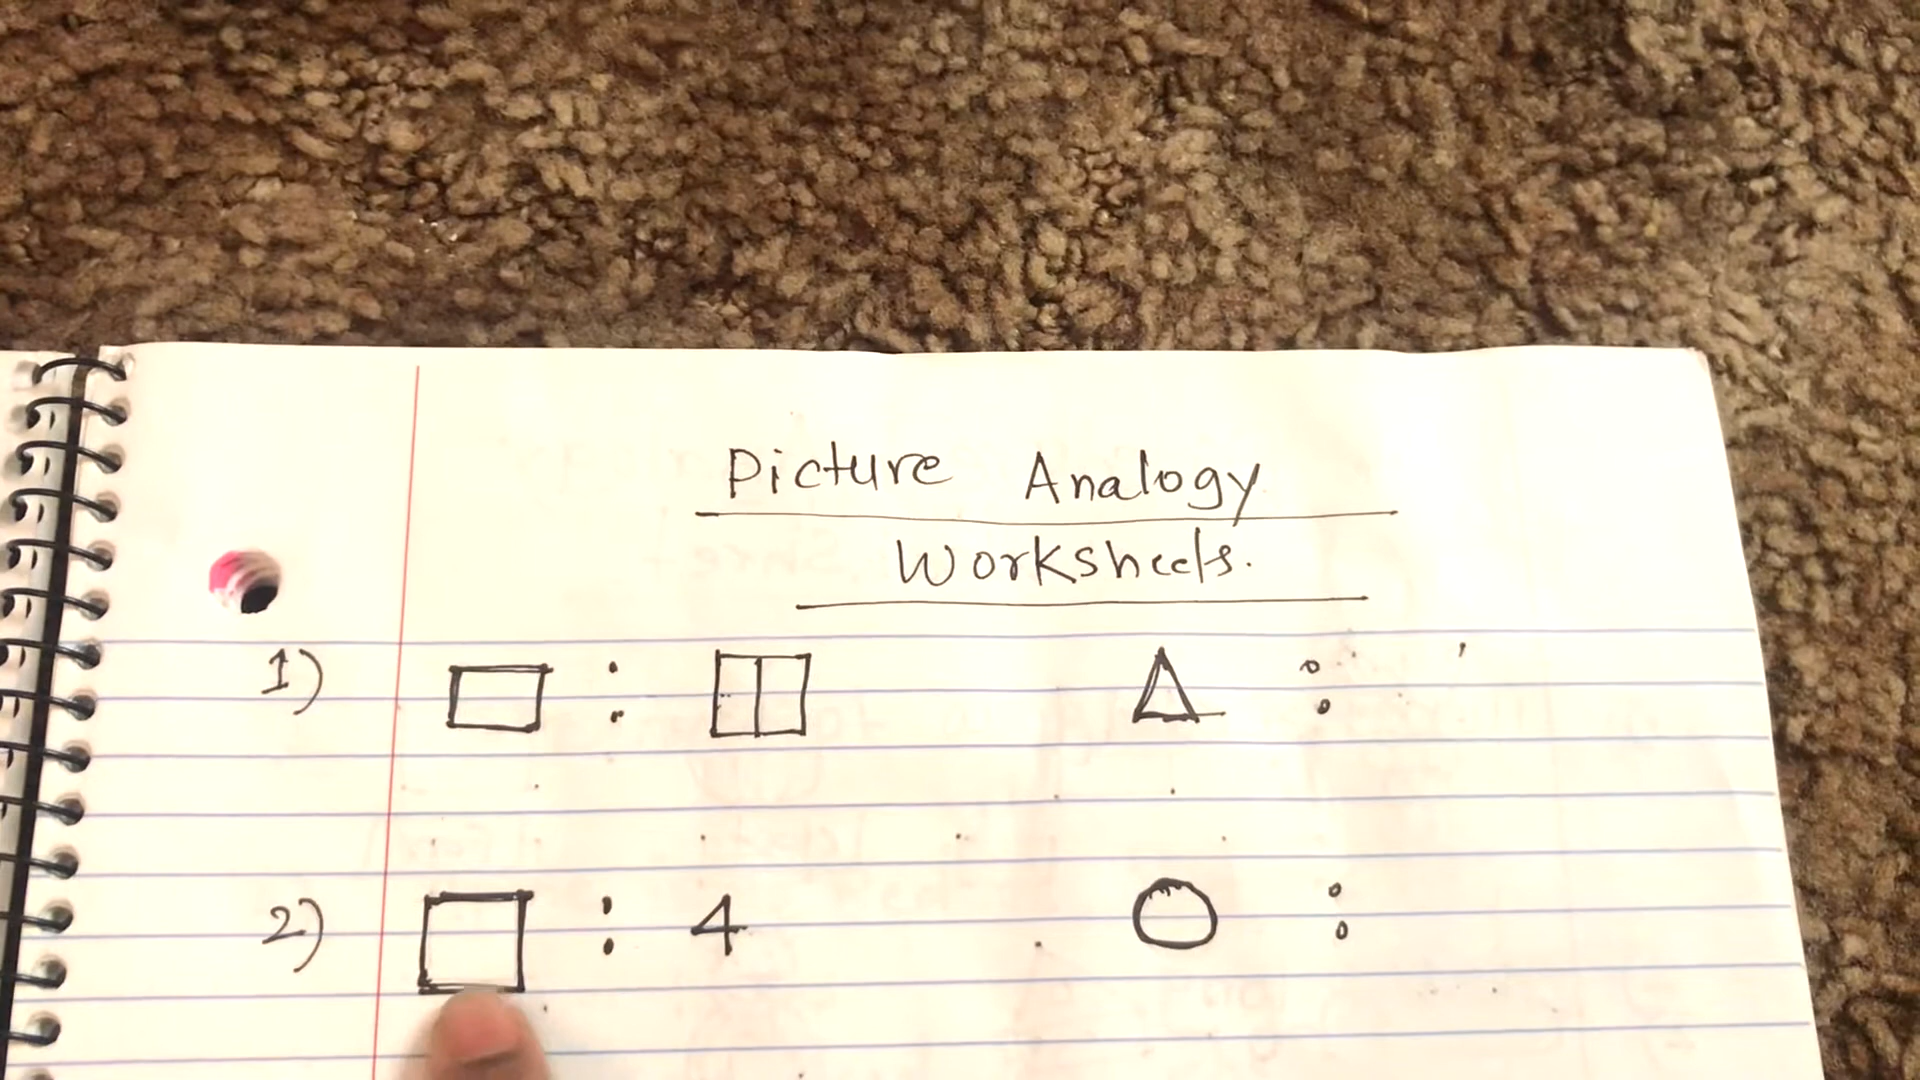 Picture Analogy
Worksheets.
1) : :
2) : 4 :